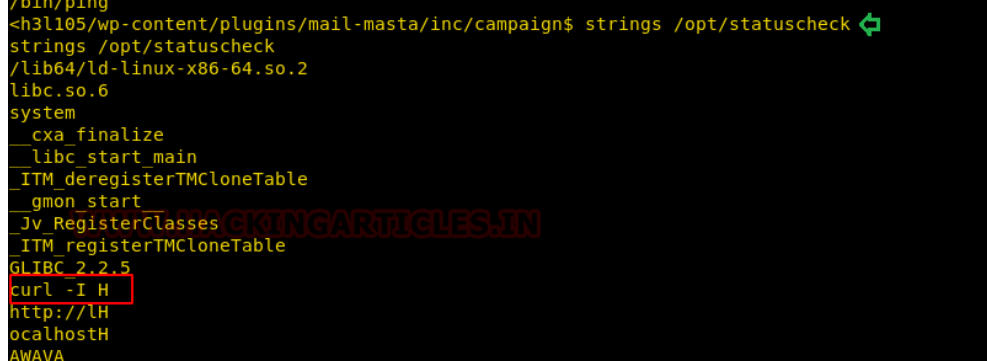 /bin/ping
<h3l105/wp-content/plugins/mail-masta/inc/campaign$ strings /opt/statuscheck
strings /opt/statuscheck
/lib64/ld-linux-x86-64.so.2
libc.so.6
system
__cxa_finalize
__libc_start_main
_ITM_deregisterTMCloneTable
__gmon_start__
WWW.HACKINGARTICLES.IN
_Jv_RegisterClasses
_ITM_registerTMCloneTable
GLIBC_2.2.5
curl -I H
http://lH
ocalhostH
AWAVA